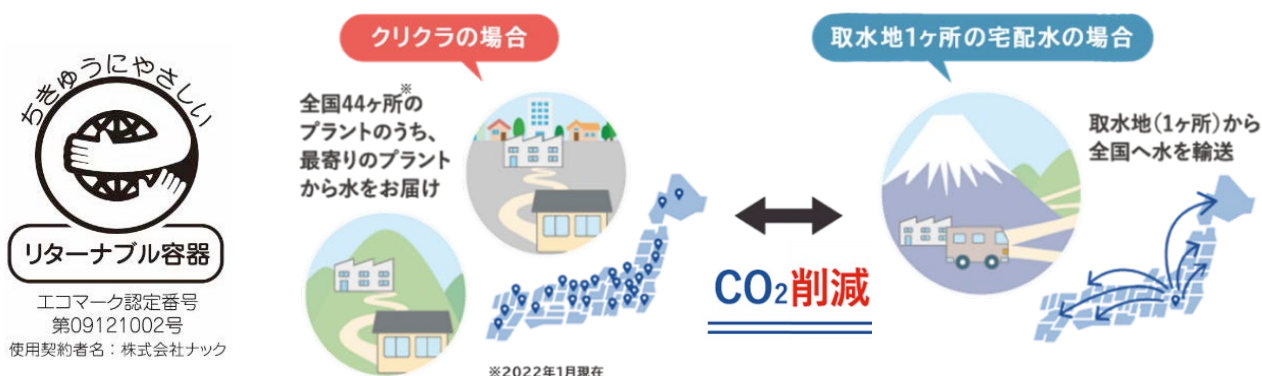 ちきゅうにやさしい
リターナブル容器
エコマーク認定番号
第09121002号
使用契約者名：株式会社ナック
クリクラの場合
全国44ヶ所※の
プラントのうち、
最寄りのプラント
から水をお届け
※2022年1月現在
CO2削減
取水地1ヶ所の宅配水の場合
取水地(1ヶ所)から
全国へ水を輸送